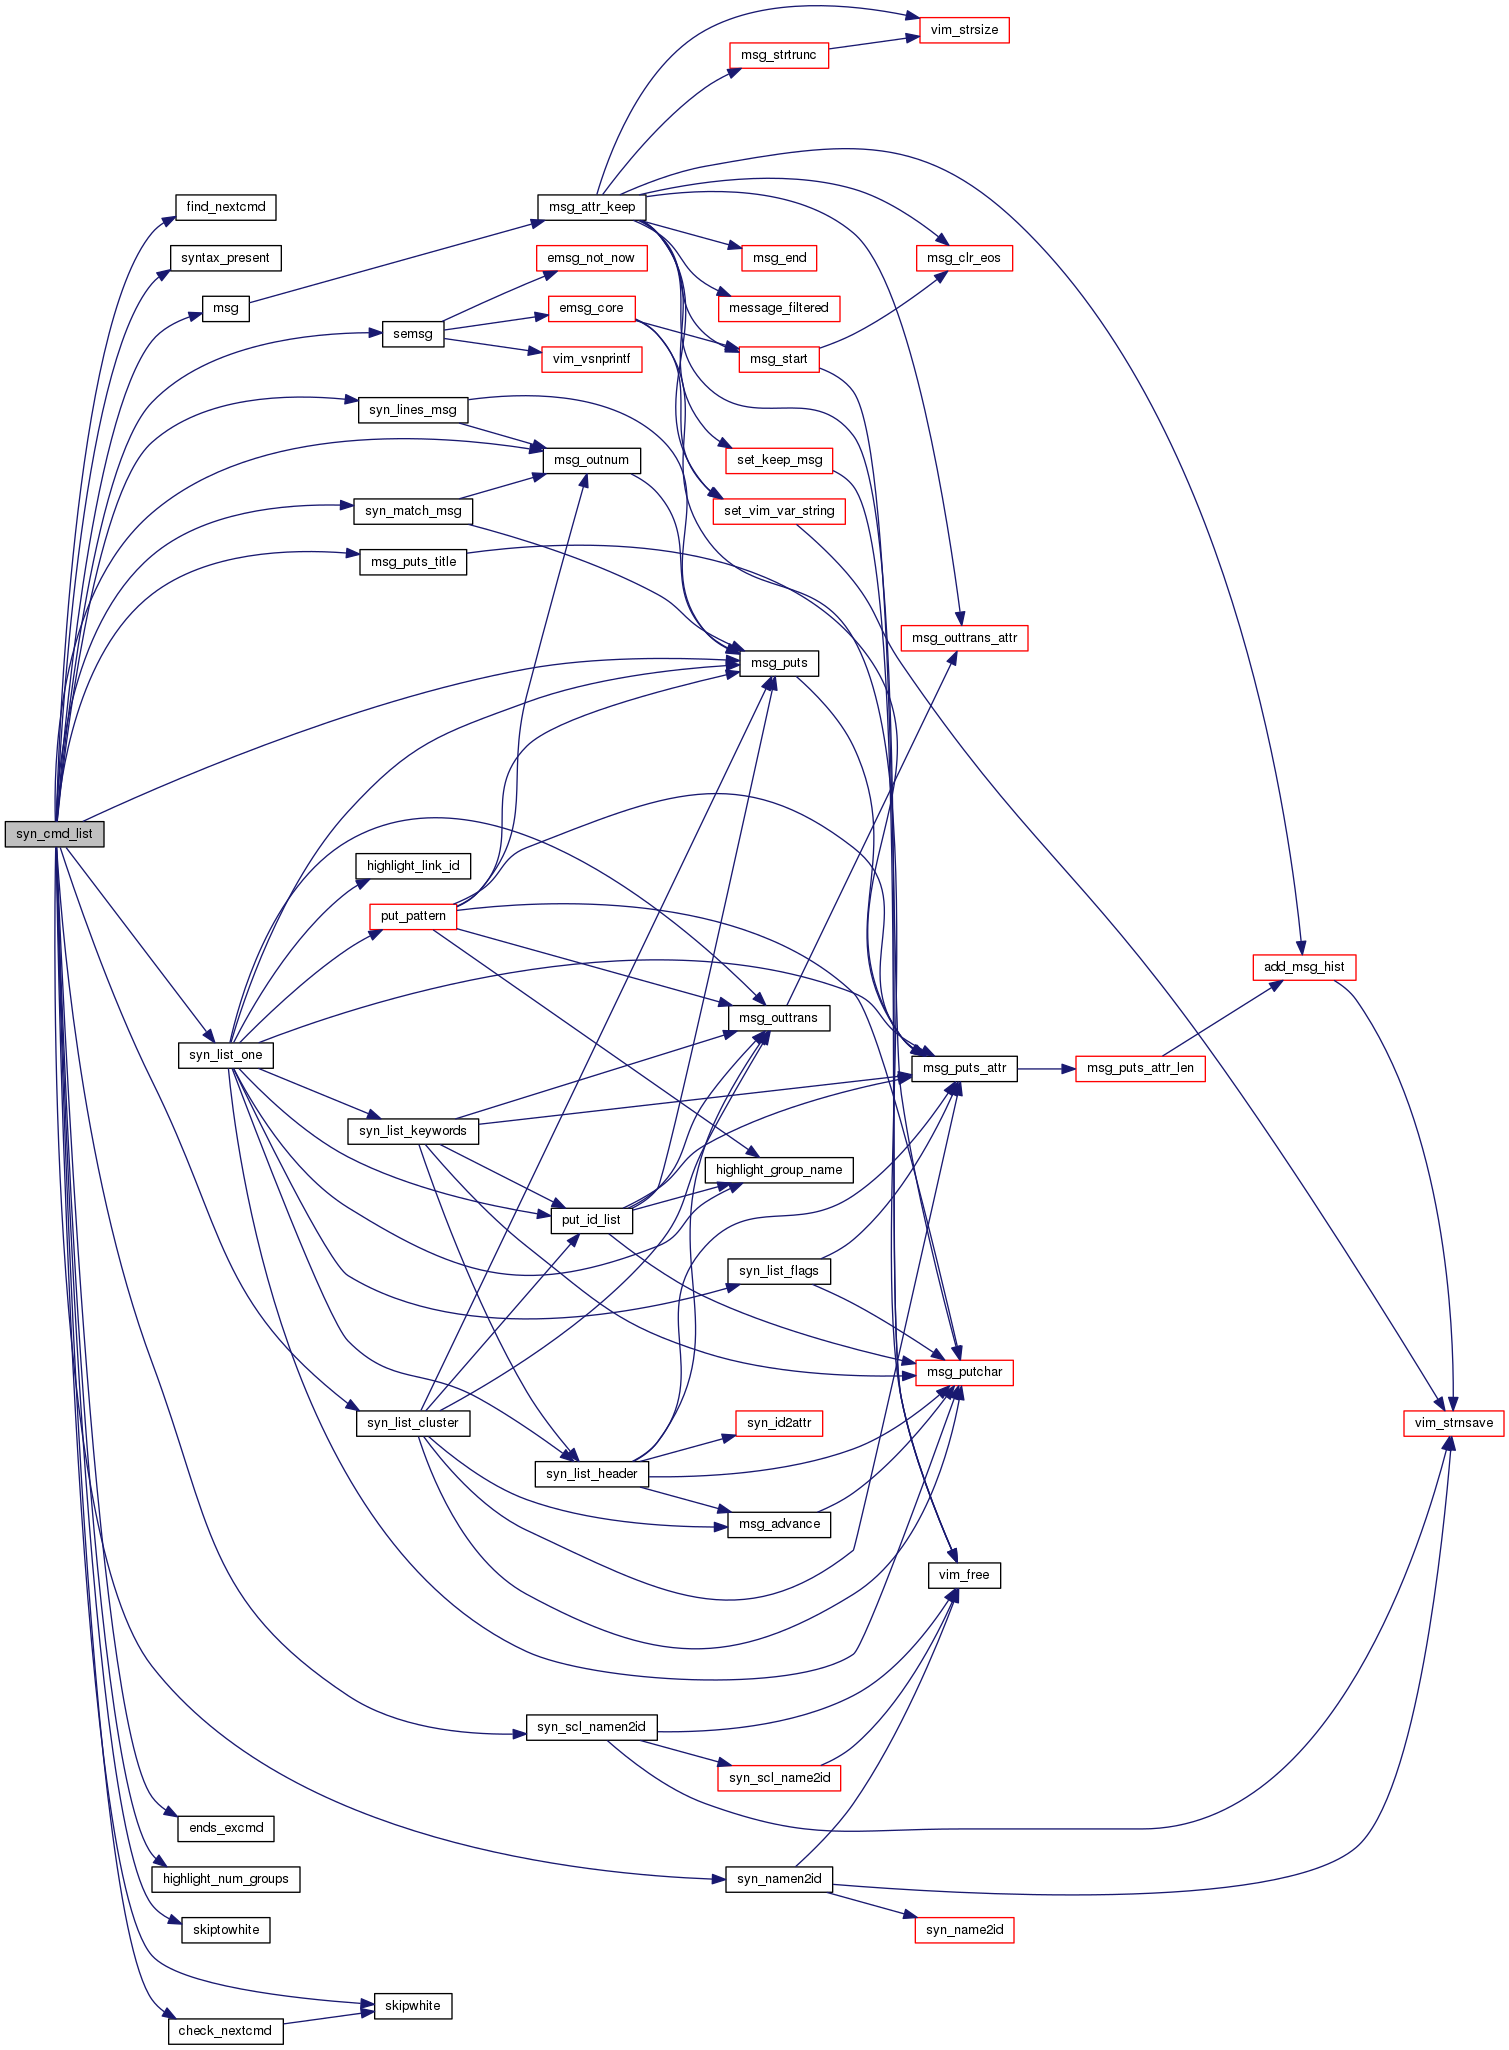 vim_strsize
msg_strtrunc
find_nextcmd
msg_attr_keep
syntax_present
emsg_not_now
msg_end
msg_clr_eos
msg
emsg_core
message_filtered
semsg
vim_vsnprintf
msg_start
syn_lines_msg
msg_outnum
set_keep_msg
syn_match_msg
set_vim_var_string
msg_puts_title
msg_outtrans_attr
msg_puts
syn_cmd_list
highlight_link_id
put_pattern
add_msg_hist
msg_outtrans
syn_list_one
msg_puts_attr
msg_puts_attr_len
syn_list_keywords
highlight_group_name
put_id_list
syn_list_flags
msg_putchar
syn_list_cluster
syn_id2attr
vim_strnsave
syn_list_header
msg_advance
vim_free
syn_scl_namen2id
syn_scl_name2id
ends_excmd
highlight_num_groups
syn_namen2id
skiptowhite
syn_name2id
skipwhite
check_nextcmd